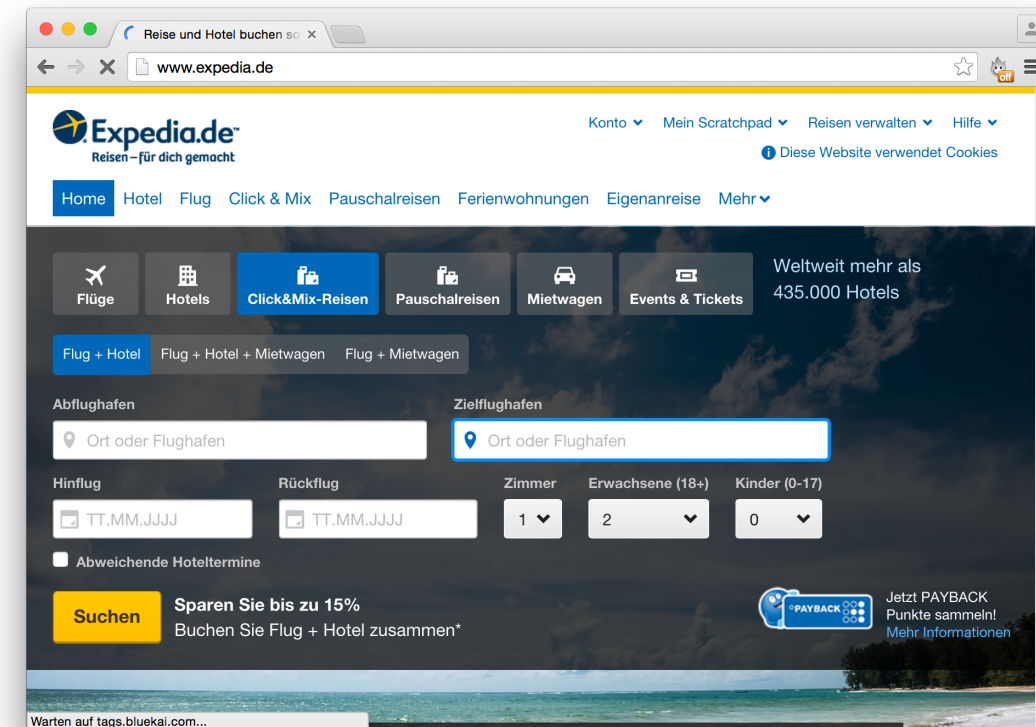 Reise und Hotel buchen so
www.expedia.de
off
Expedia.de™
Reisen – für dich gemacht
Konto Mein Scratchpad Reisen verwalten Hilfe
Diese Website verwendet Cookies
Home Hotel Flug Click & Mix Pauschalreisen Ferienwohnungen Eigenanreise Mehr
Flüge Hotels Click&Mix-Reisen Pauschalreisen Mietwagen Events & Tickets
Weltweit mehr als
435.000 Hotels
Flug + Hotel Flug + Hotel + Mietwagen Flug + Mietwagen
Abflughafen Zielflughafen
Ort oder Flughafen Ort oder Flughafen
Hinflug Rückflug Zimmer Erwachsene (18+) Kinder (0-17)
TT.MM.JJJJ TT.MM.JJJJ 1 2 0
Abweichende Hoteltermine
Suchen
Sparen Sie bis zu 15%
Buchen Sie Flug + Hotel zusammen*
°PAYBACK
Jetzt PAYBACK
Punkte sammeln!
Mehr Informationen
Warten auf tags.bluekai.com...